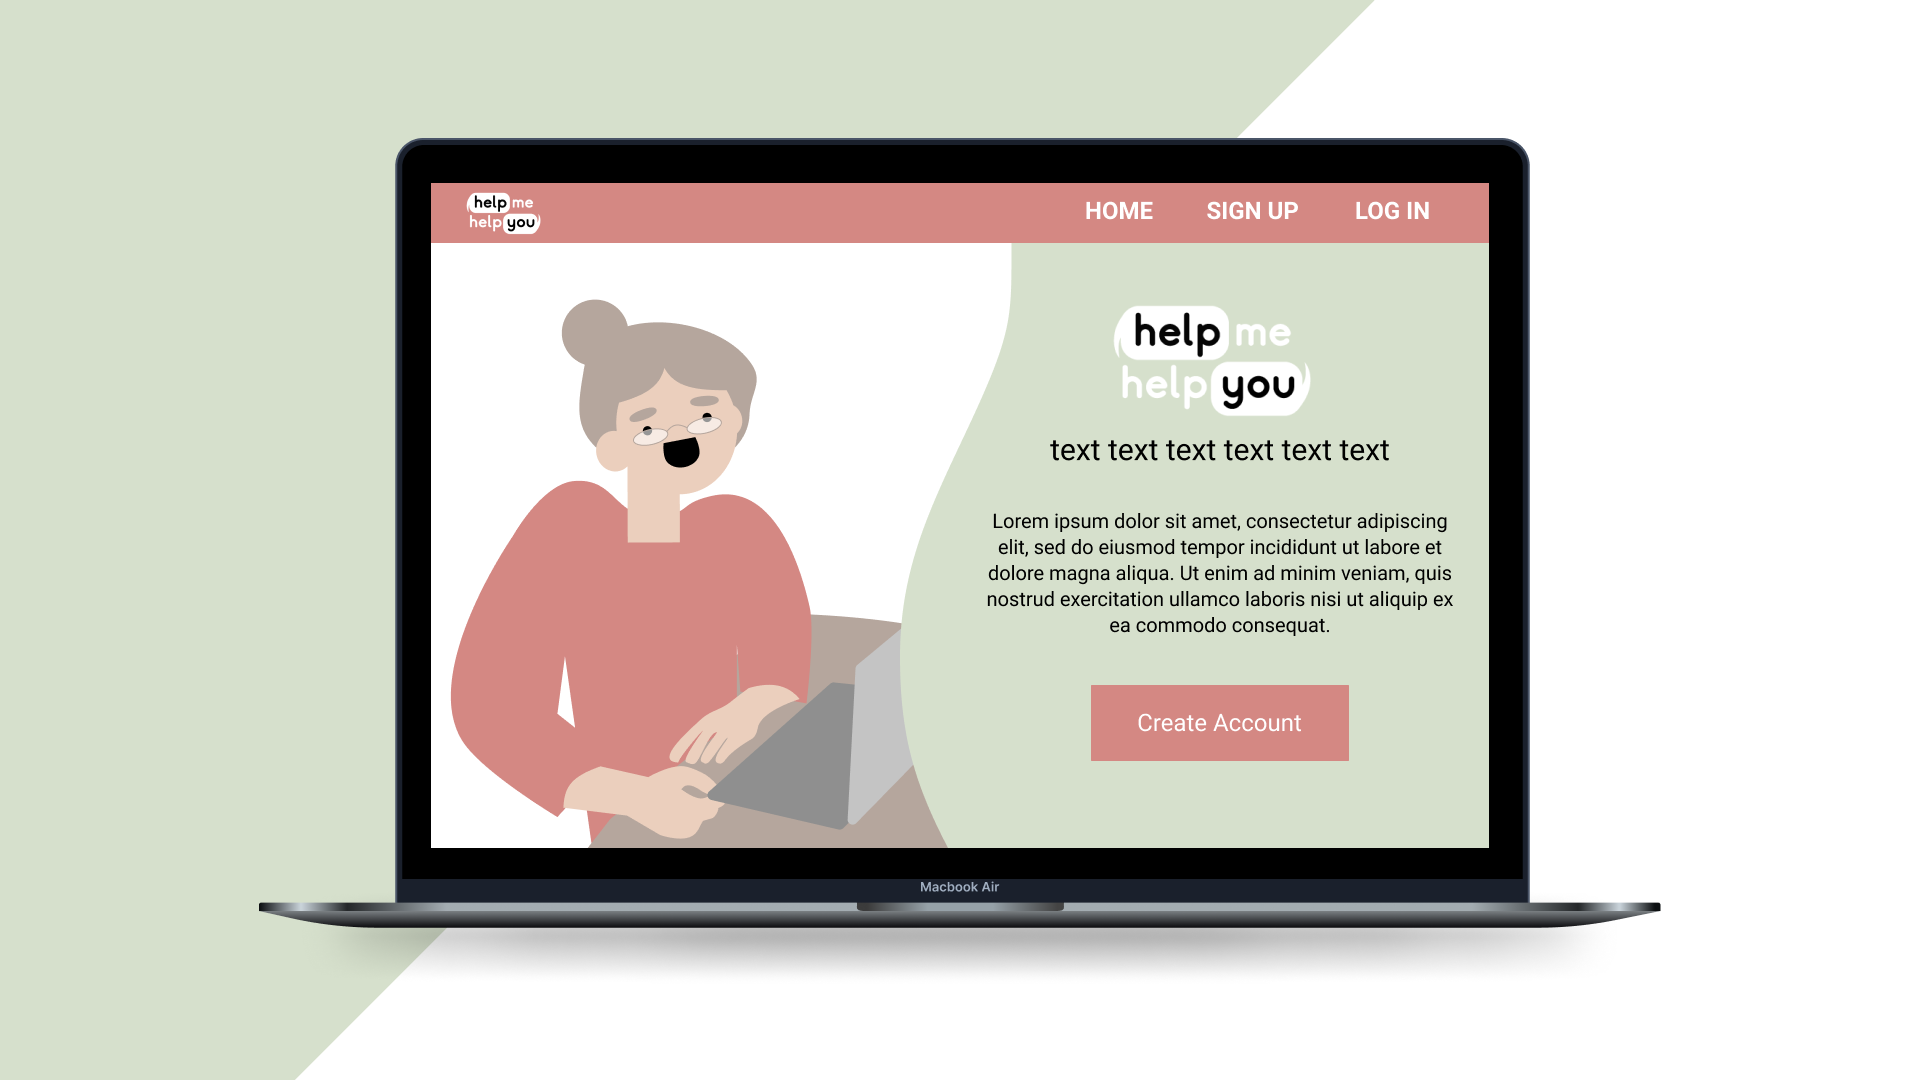 help me
help you
HOME SIGN UP LOG IN
help me
help you
text text text text text text
Lorem ipsum dolor sit amet, consectetur adipiscing
elit, sed do eiusmod tempor incididunt ut labore et
dolore magna aliqua. Ut enim ad minim veniam, quis
nostrud exercitation ullamco laboris nisi ut aliquip ex
ea commodo consequat.
Create Account
Macbook Air